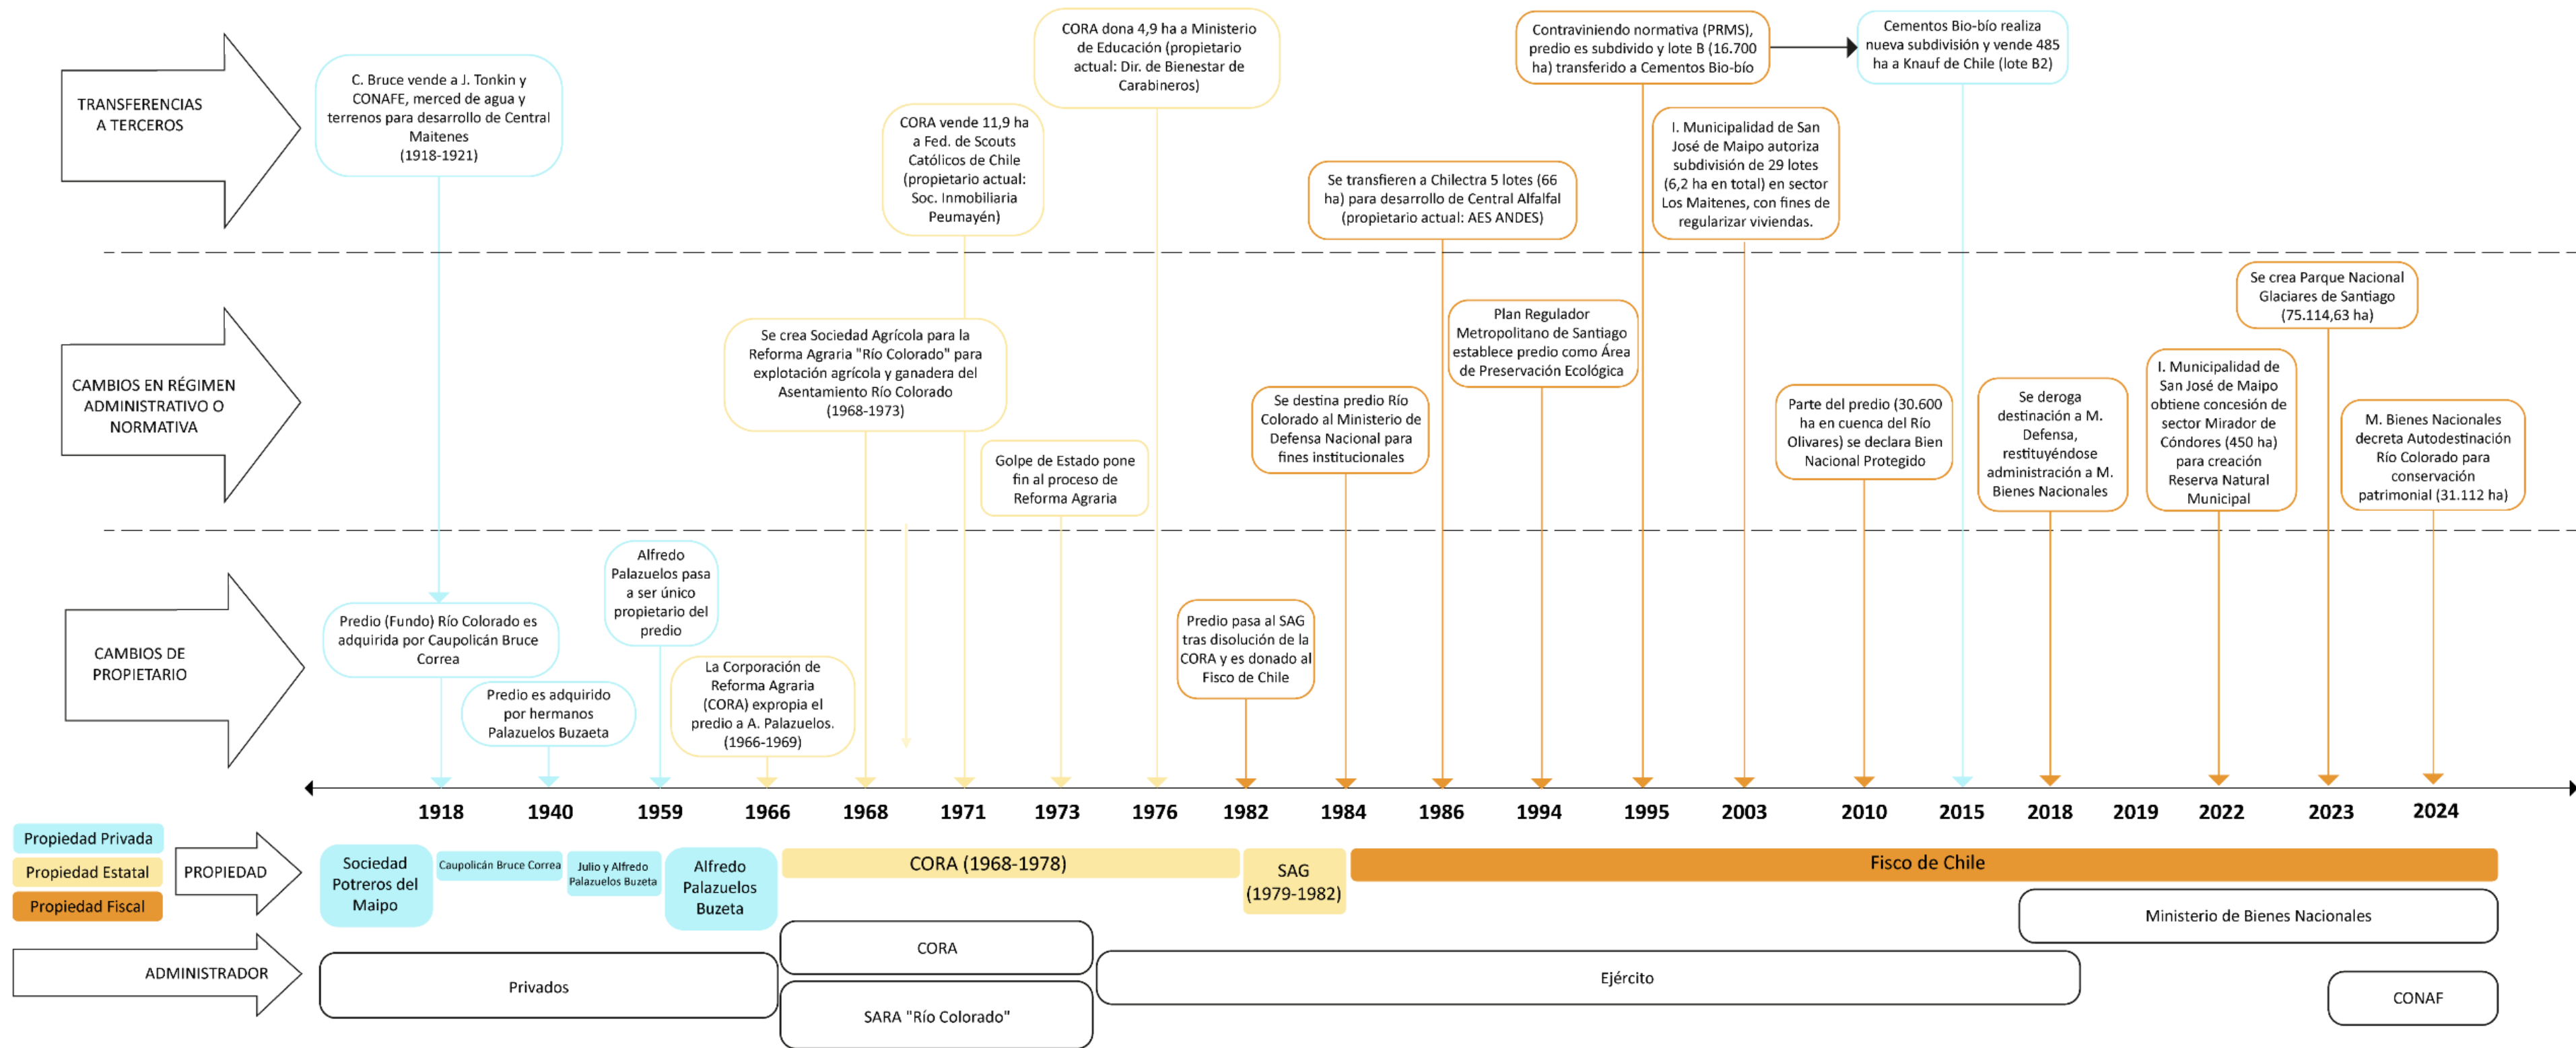 TRANSFERENCIAS
A TERCEROS
C. Bruce vende a J. Tonkin y
CONAFE, merced de agua y
terrenos para desarrollo de Central
Maitenes
(1918-1921)
CORA vende 11,9 ha
a Fed. de Scouts
Católicos de Chile
(propietario actual:
Soc. Inmobiliaria
Peumayén)
CORA dona 4,9 ha a Ministerio
de Educación (propietario
actual: Dir. de Bienestar de
Carabineros)
Se transfieren a Chilectra 5 lotes (66
ha) para desarrollo de Central Alfalfal
(propietario actual: AES ANDES)
Contraviniendo normativa (PRMS),
predio es subdivido y lote B (16.700
ha) transferido a Cementos Bio-bío
I. Municipalidad de San
José de Maipo autoriza
subdivisión de 29 lotes
(6,2 ha en total) en sector
Los Maitenes, con fines de
regularizar viviendas.
Cementos Bio-bío realiza
nueva subdivisión y vende 485
ha a Knauf de Chile (lote B2)
CAMBIOS EN RÉGIMEN
ADMINISTRATIVO O
NORMATIVA
Se crea Sociedad Agrícola para la
Reforma Agraria "Río Colorado" para
explotación agrícola y ganadera del
Asentamiento Río Colorado
(1968-1973)
Golpe de Estado pone
fin al proceso de
Reforma Agraria
Se destina predio Río
Colorado al Ministerio de
Defensa Nacional para
fines institucionales
Plan Regulador
Metropolitano de Santiago
establece predio como Área
de Preservación Ecológica
Parte del predio (30.600
ha en cuenca del Río
Olivares) se declara Bien
Nacional Protegido
Se deroga
destinación a M.
Defensa,
restituyéndose
administración a M.
Bienes Nacionales
I. Municipalidad de
San José de Maipo
obtiene concesión de
sector Mirador de
Cóndores (450 ha)
para creación
Reserva Natural
Municipal
Se crea Parque Nacional
Glaciares de Santiago
(75.114,63 ha)
M. Bienes Nacionales
decreta Autodestinación
Río Colorado para
conservación
patrimonial (31.112 ha)
CAMBIOS DE
PROPIETARIO
Predio (Fundo) Río Colorado es
adquirida por Caupolicán Bruce
Correa
Predio es adquirido
por hermanos
Palazuelos Buzaeta
Alfredo
Palazuelos pasa
a ser único
propietario del
predio
La Corporación de
Reforma Agraria
(CORA) expropia el
predio a A. Palazuelos.
(1966-1969)
Predio pasa al SAG
tras disolución de la
CORA y es donado al
Fisco de Chile
1918 1940 1959 1966 1968 1971 1973 1976 1982 1984 1986 1994 1995 2003 2010 2015 2018 2019 2022 2023 2024
Propiedad Privada
Propiedad Estatal
Propiedad Fiscal
PROPIEDAD
Sociedad
Potreros del
Maipo
Caupolicán Bruce Correa
Julio y Alfredo
Palazuelos Buzeta
Alfredo
Palazuelos
Buzeta
CORA (1968-1978)
SAG
(1979-1982)
Fisco de Chile
ADMINISTRADOR
Privados
CORA
SARA "Río Colorado"
Ejército
Ministerio de Bienes Nacionales
CONAF